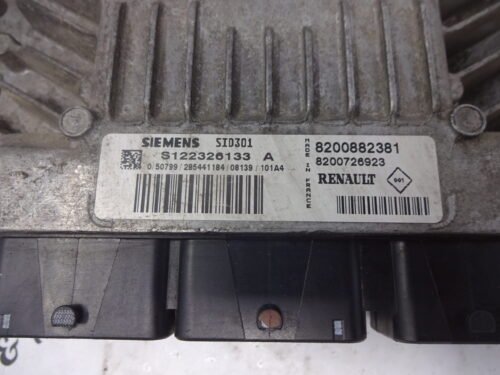 SIEMENS SID301
S122326133 A
0.50799/285441184/08139/101A4
MADE IN FRANCE
8200882381
8200726923
RENAULT